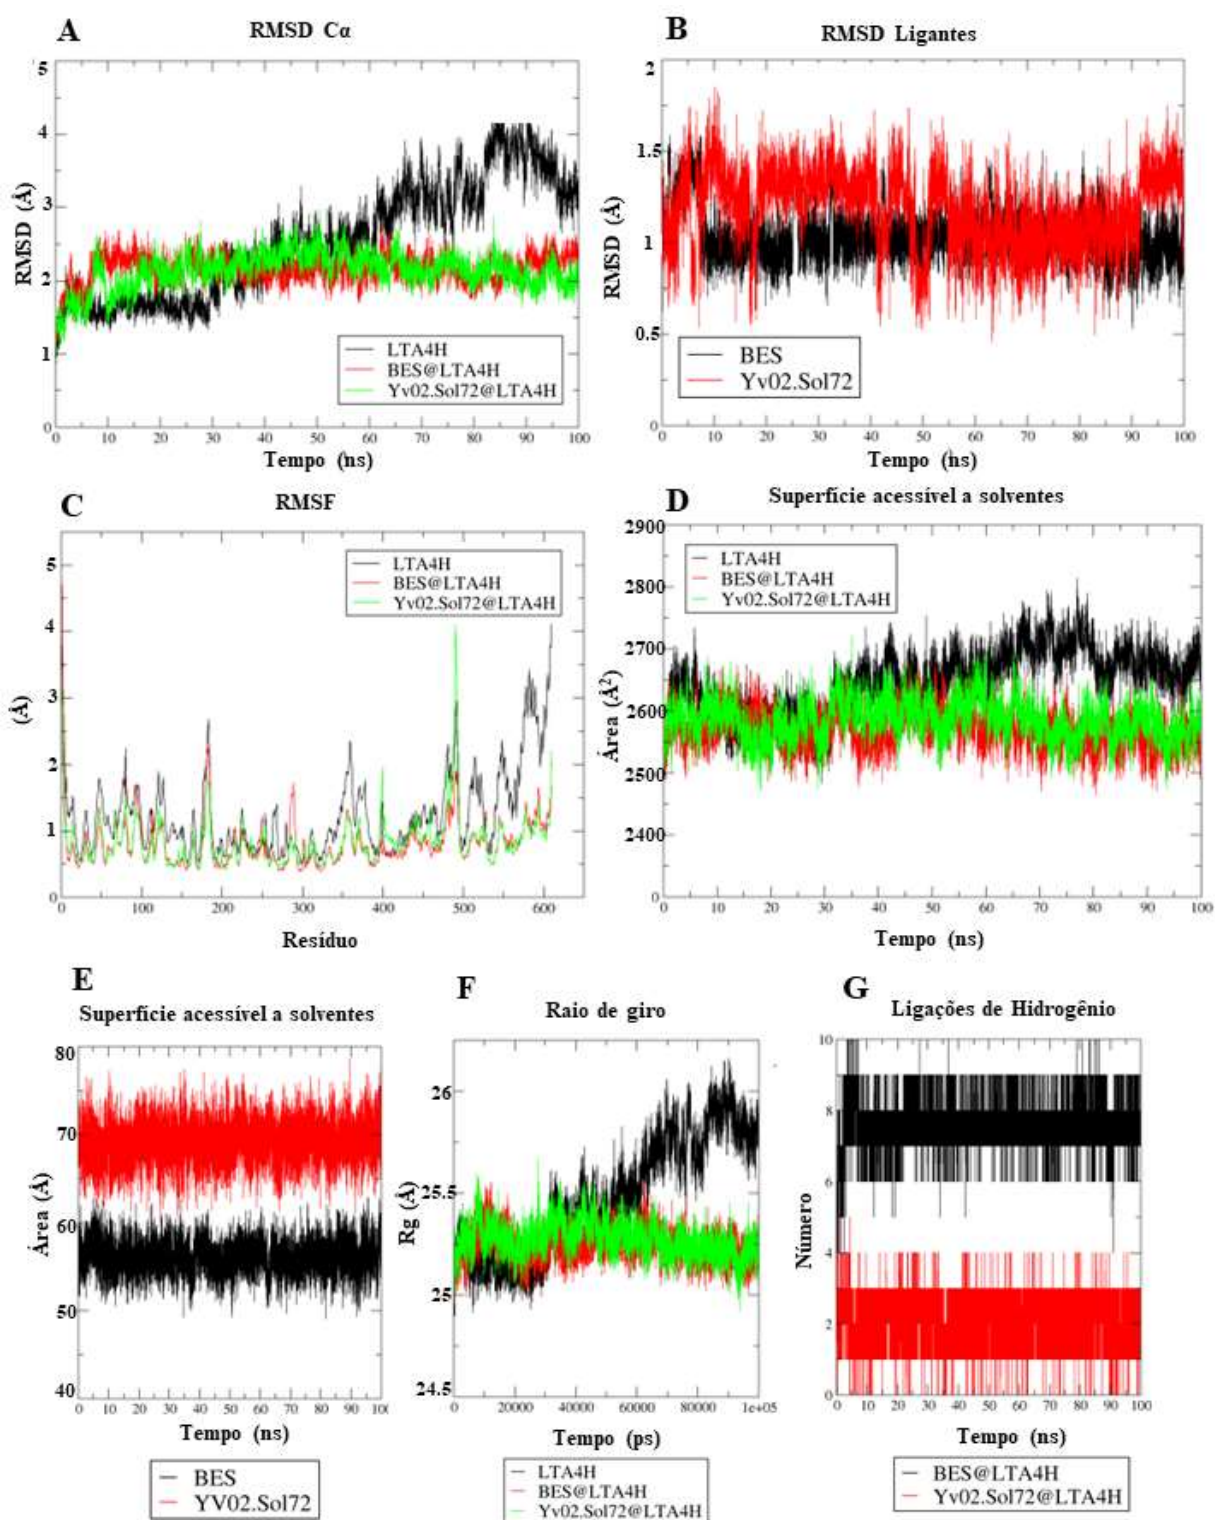 A
RMSD Cα
RMSD (Å)
5
4
3
2
1
0
0 10 20 30 40 50 60 70 80 90 100
Tempo (ns)
LTA4H
BES@LTA4H
Yv02.Sol72@LTA4H
B
RMSD Ligantes
RMSD (Å)
2
1.5
1
0.5
0
0 10 20 30 40 50 60 70 80 90 100
Tempo (ns)
BES
Yv02.Sol72
C
RMSF
(Å)
5
4
3
2
1
0
0 100 200 300 400 500 600
Resíduo
LTA4H
BES@LTA4H
Yv02.Sol72@LTA4H
D
Superfície acessível a solventes
Área (Å²)
2900
2800
2700
2600
2500
2400
0
0 10 20 30 40 50 60 70 80 90 100
Tempo (ns)
LTA4H
BES@LTA4H
Yv02.Sol72@LTA4H
E
Superfície acessível a solventes
Área (Å)
80
70
60
50
40
0 10 20 30 40 50 60 70 80 90 100
Tempo (ns)
BES
YV02.Sol72
F
Raio de giro
Rg (Å)
26
25.5
25
24.5
0 20000 40000 60000 80000 1e+05
Tempo (ps)
LTA4H
BES@LTA4H
Yv02.Sol72@LTA4H
G
Ligações de Hidrogênio
Número
10
8
6
4
2
0
0 10 20 30 40 50 60 70 80 90 100
Tempo (ns)
BES@LTA4H
Yv02.Sol72@LTA4H